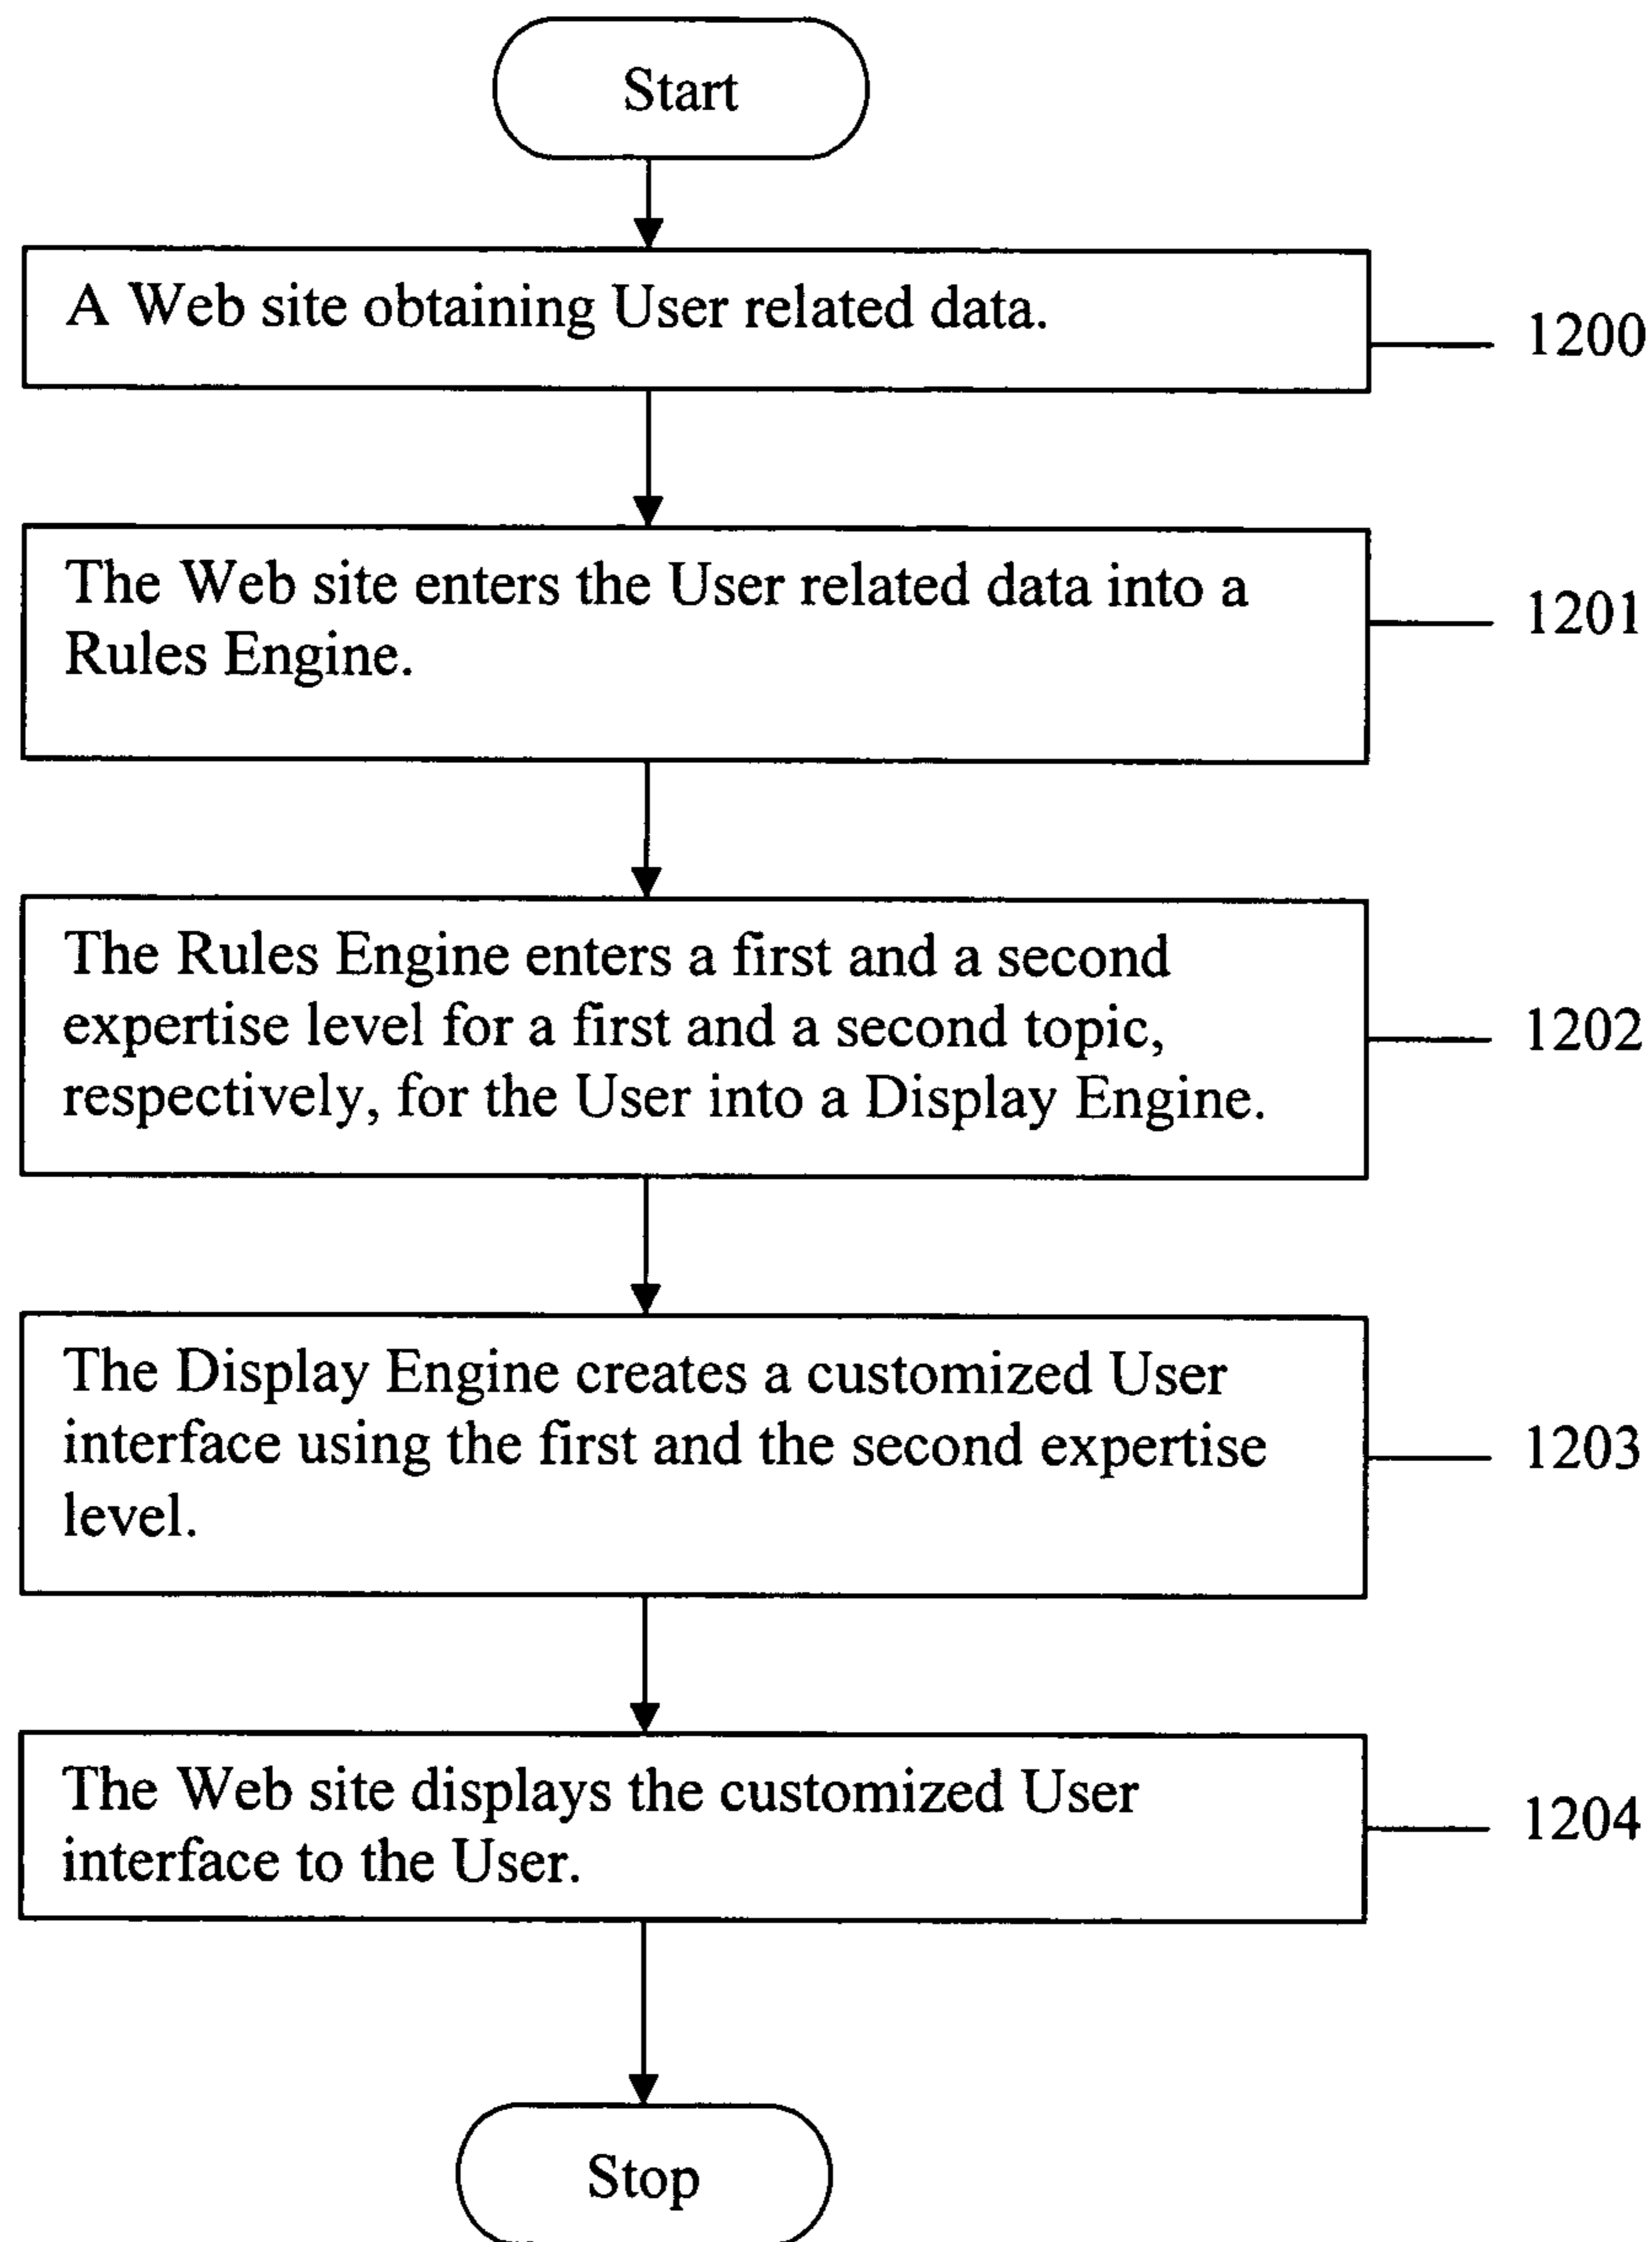 Start
A Web site obtaining User related data.
1200
The Web site enters the User related data into a
Rules Engine.
1201
The Rules Engine enters a first and a second
expertise level for a first and a second topic,
respectively, for the User into a Display Engine.
1202
The Display Engine creates a customized User
interface using the first and the second expertise
level.
1203
The Web site displays the customized User
interface to the User.
1204
Stop